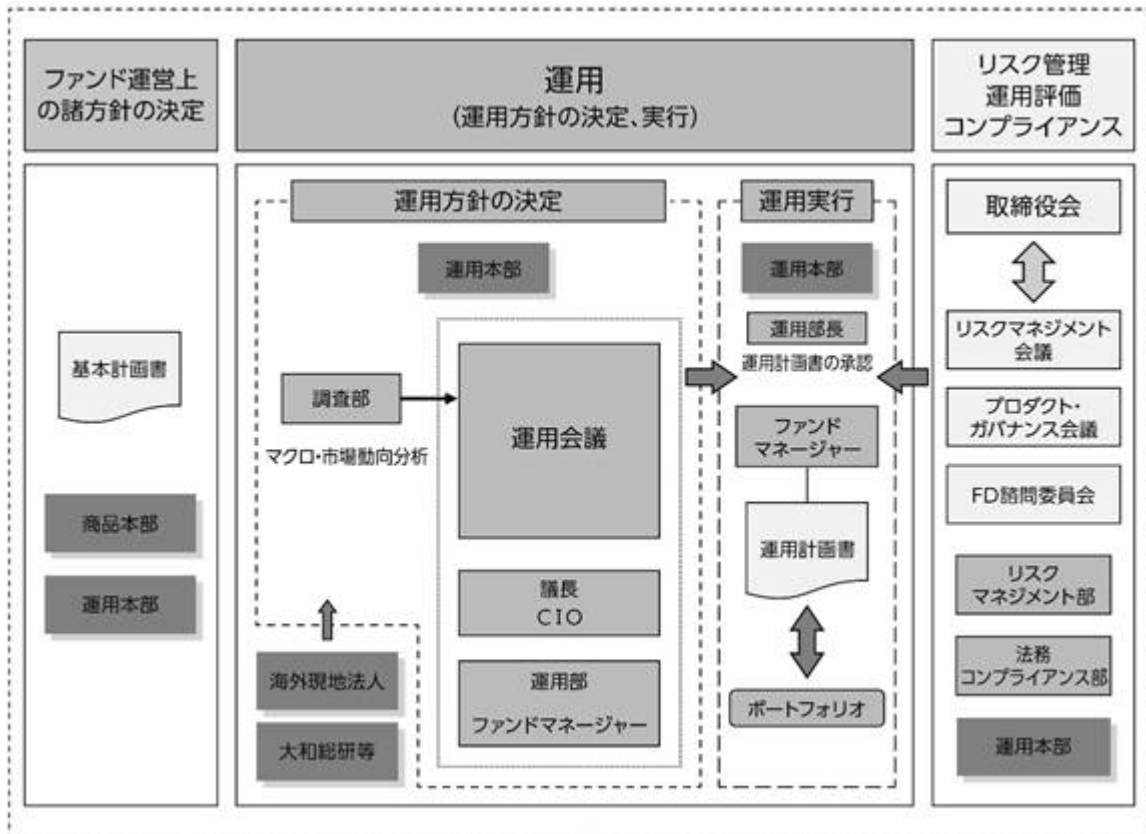 ファンド運営上
の諸方針の決定
運用
(運用方針の決定、実行)
リスク管理
運用評価
コンプライアンス
基本計画書
商品本部
運用本部
運用方針の決定
運用本部
調査部
マクロ・市場動向分析
運用会議
議長
CIO
運用部
ファンドマネージャー
海外現地法人
大和総研等
運用実行
運用本部
運用部長
運用計画書の承認
ファンド
マネージャー
運用計画書
ポートフォリオ
取締役会
リスクマネジメント
会議
プロダクト・
ガバナンス会議
FD諮問委員会
リスク
マネジメント部
法務
コンプライアンス部
運用本部